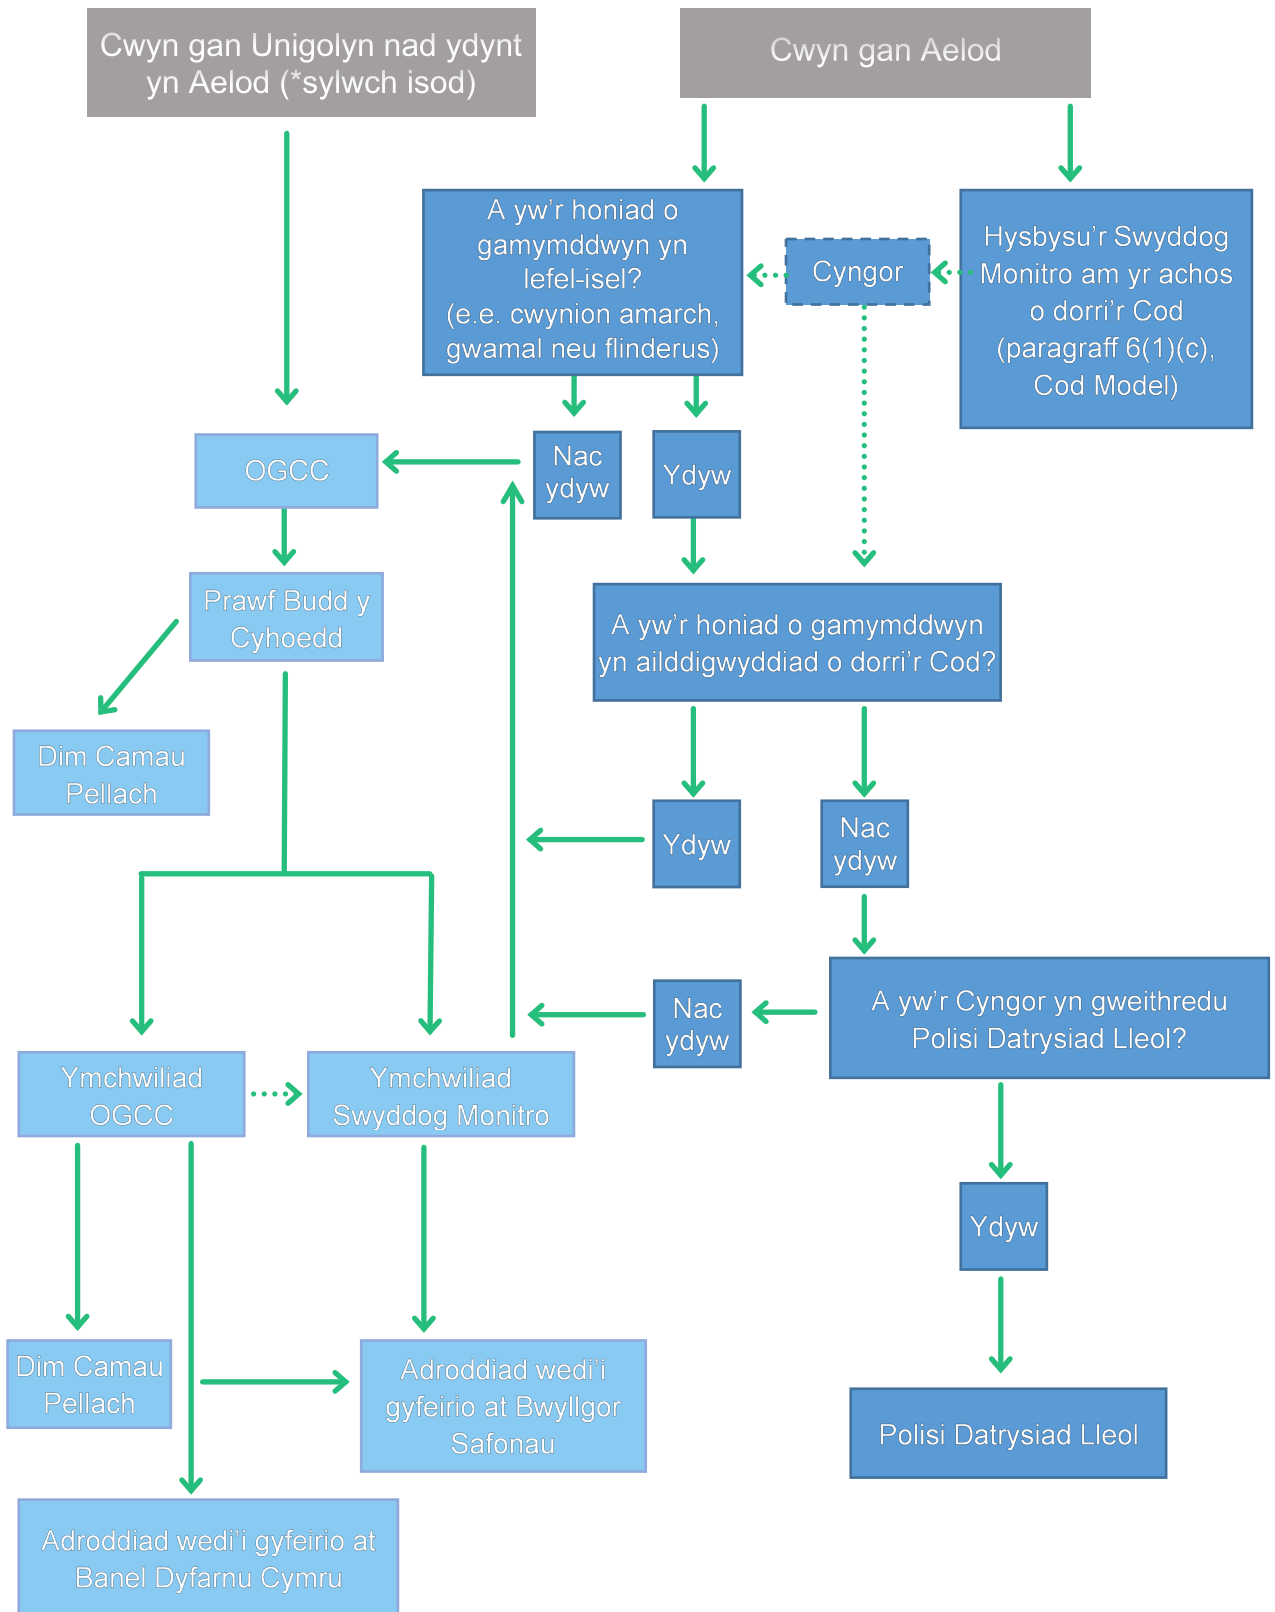 Cwyn gan Unigolyn nad ydynt
yn Aelod (*sylwch isod)
Cwyn gan Aelod
A yw’r honiad o
gamymddwyn yn
lefel-isel?
(e.e. cwynion amarch,
gwamal neu flinderus)
Cyngor
Hysbysu’r Swyddog
Monitro am yr achos
o dorri’r Cod
(paragraff 6(1)(c),
Cod Model)
OGCC
Nac
ydyw
Ydyw
Prawf Budd y
Cyhoedd
A yw’r honiad o gamymddwyn
yn ailddigwyddiad o dorri’r Cod?
Dim Camau
Pellach
Ydyw
Nac
ydyw
Nac
ydyw
A yw’r Cyngor yn gweithredu
Polisi Datrysiad Lleol?
Ymchwiliad
OGCC
Ymchwiliad
Swyddog Monitro
Ydyw
Dim Camau
Pellach
Adroddiad wedi’i
gyfeirio at Bwyllgor
Safonau
Polisi Datrysiad Lleol
Adroddiad wedi’i gyfeirio at
Banel Dyfarnu Cymru